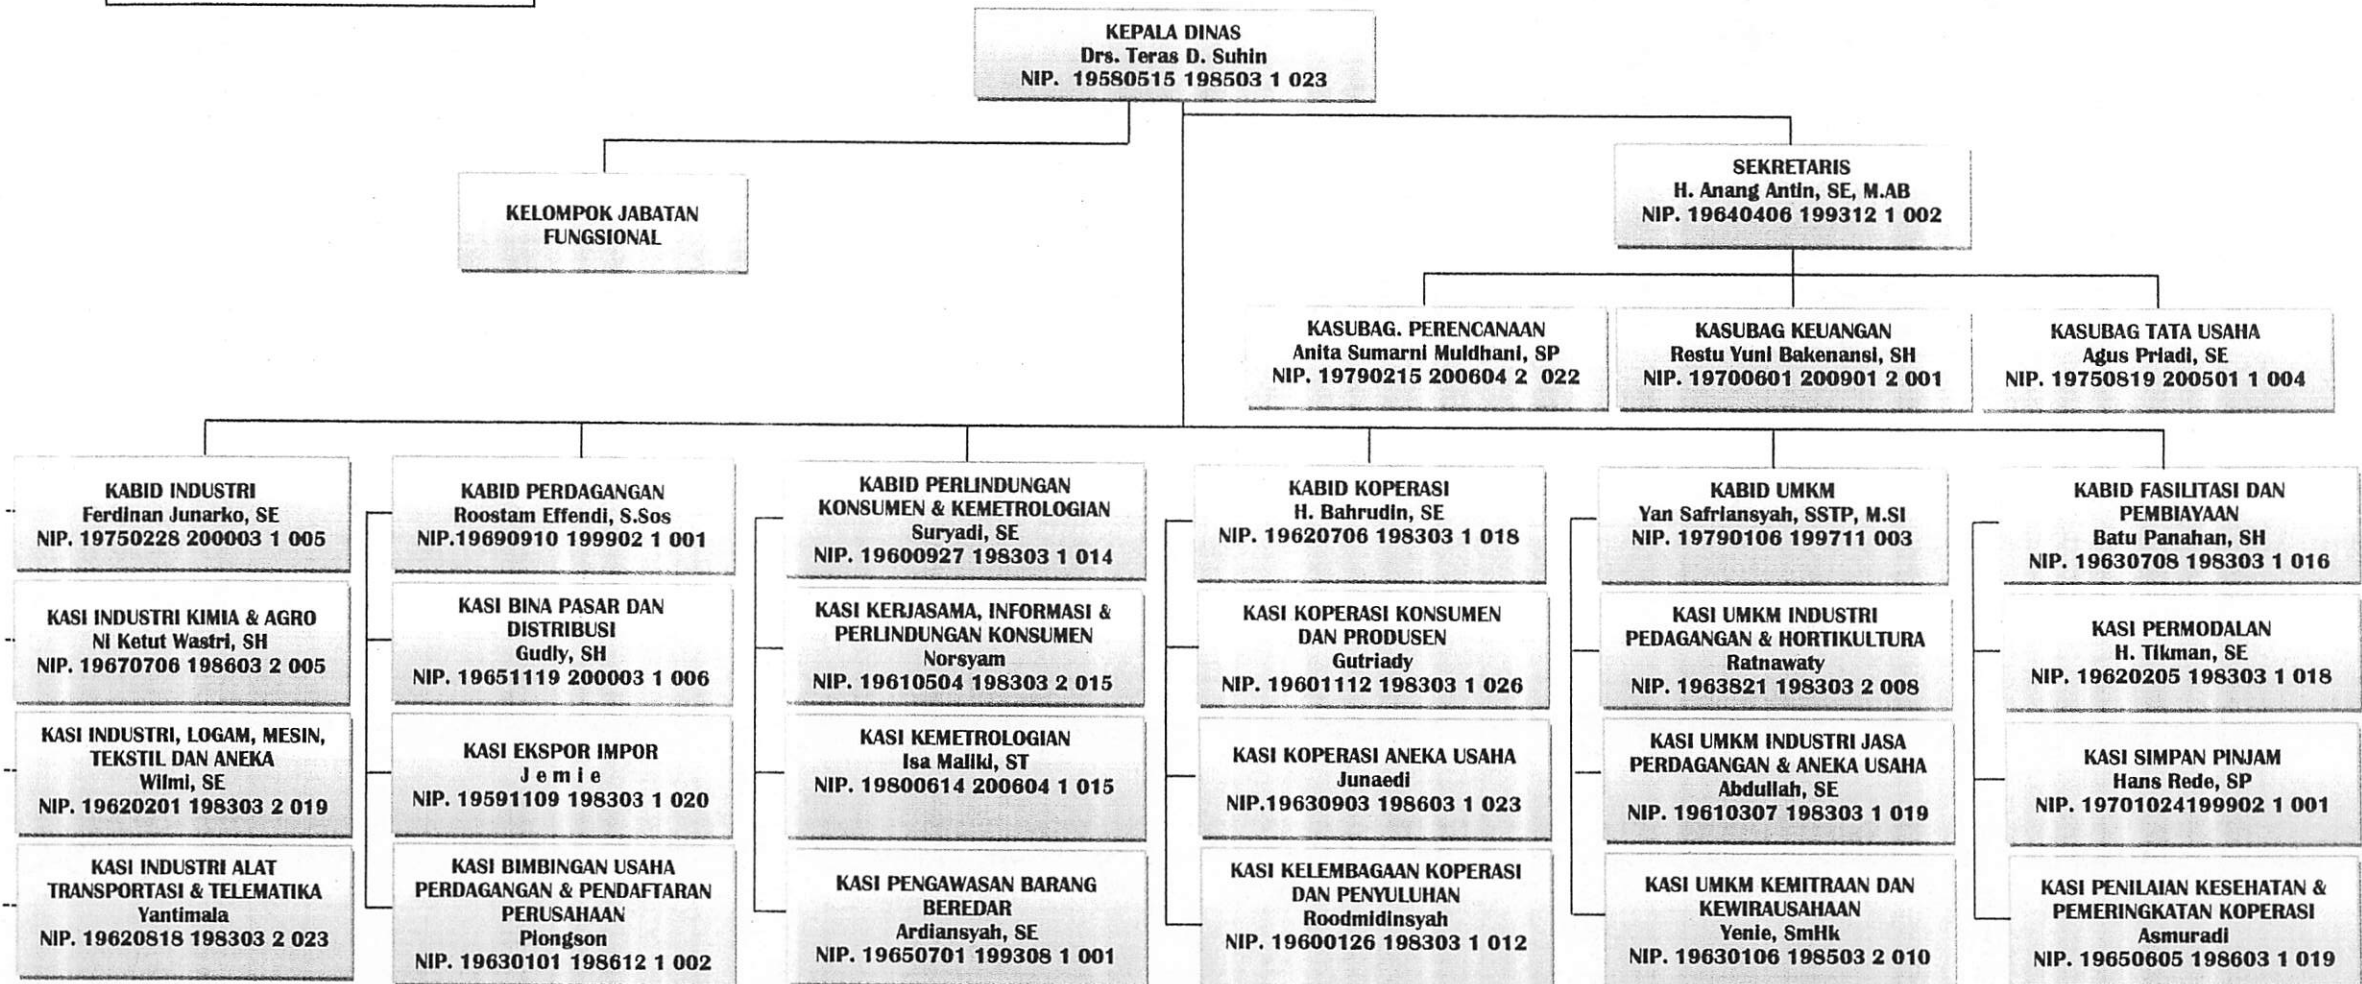 KEPALA DINAS
Drs. Teras D. Suhin
NIP. 19580515 198503 1 023
KELOMPOK JABATAN
FUNGSIONAL
SEKRETARIS
H. Anang Antin, SE, M.AB
NIP. 19640406 199312 1 002
KASUBAG. PERENCANAAN
Anita Sumarni Muldhani, SP
NIP. 19790215 200604 2 022
KASUBAG KEUANGAN
Restu Yuni Bakenansi, SH
NIP. 19700601 200901 2 001
KASUBAG TATA USAHA
Agus Priadi, SE
NIP. 19750819 200501 1 004
KABID INDUSTRI
Ferdinan Junarko, SE
NIP. 19750228 200003 1 005
KASI INDUSTRI KIMIA & AGRO
Ni Ketut Wastri, SH
NIP. 19670706 198603 2 005
KASI INDUSTRI, LOGAM, MESIN,
TEKSTIL DAN ANEKA
Wilmi, SE
NIP. 19620201 198303 2 019
KASI INDUSTRI ALAT
TRANSPORTASI & TELEMATIKA
Yantimala
NIP. 19620818 198303 2 023
KABID PERDAGANGAN
Roostam Effendi, S.Sos
NIP.19690910 199902 1 001
KASI BINA PASAR DAN
DISTRIBUSI
Gudly, SH
NIP. 19651119 200003 1 006
KASI EKSPOR IMPOR
J e m i e
NIP. 19591109 198303 1 020
KASI BIMBINGAN USAHA
PERDAGANGAN & PENDAFTARAN
PERUSAHAAN
Plongson
NIP. 19630101 198612 1 002
KABID PERLINDUNGAN
KONSUMEN & KEMETROLOGIAN
Suryadi, SE
NIP. 19600927 198303 1 014
KASI KERJASAMA, INFORMASI &
PERLINDUNGAN KONSUMEN
Norsyam
NIP. 19610504 198303 2 015
KASI KEMETROLOGIAN
Isa Maliki, ST
NIP. 19800614 200604 1 015
KASI PENGAWASAN BARANG
BEREDAR
Ardiansyah, SE
NIP. 19650701 199308 1 001
KABID KOPERASI
H. Bahrudin, SE
NIP. 19620706 198303 1 018
KASI KOPERASI KONSUMEN
DAN PRODUSEN
Gutriady
NIP. 19601112 198303 1 026
KASI KOPERASI ANEKA USAHA
Junaedi
NIP.19630903 198603 1 023
KASI KELEMBAGAAN KOPERASI
DAN PENYULUHAN
Roodmidinsyah
NIP. 19600126 198303 1 012
KABID UMKM
Yan Safriansyah, SSTP, M.SI
NIP. 19790106 199711 003
KASI UMKM INDUSTRI
PEDAGANGAN & HORTIKULTURA
Ratnawaty
NIP. 1963821 198303 2 008
KASI UMKM INDUSTRI JASA
PERDAGANGAN & ANEKA USAHA
Abdullah, SE
NIP. 19610307 198303 1 019
KASI UMKM KEMITRAAN DAN
KEWIRAUSAHAAN
Yenie, SmHk
NIP. 19630106 198503 2 010
KABID FASILITASI DAN
PEMBIAYAAN
Batu Panahan, SH
NIP. 19630708 198303 1 016
KASI PERMODALAN
H. Tikman, SE
NIP. 19620205 198303 1 018
KASI SIMPAN PINJAM
Hans Rede, SP
NIP. 19701024199902 1 001
KASI PENILAIAN KESEHATAN &
PEMERINGKATAN KOPERASI
Asmuradi
NIP. 19650605 198603 1 019